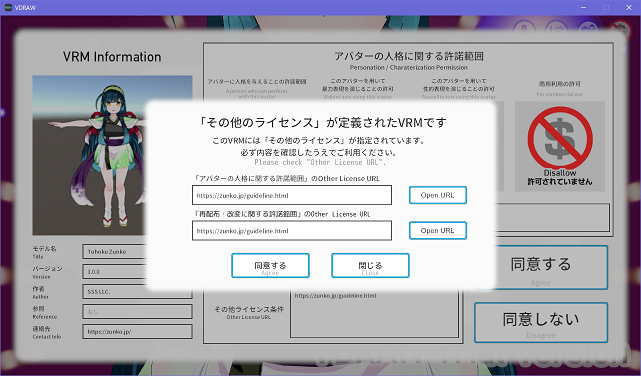 VDRAW
VRM Information
アバターの人格に関する許諾範囲
Personation / Charaterization Permission
アバターに人格を与えることの許諾範囲
A person who can perform
with this avatar
このアバターを用いて
暴力表現を演じることの許可
Violent acts using this avatar
このアバターを用いて
性的表現を演じることの許可
Sexuality acts using this avatar
商用利用の許可
For commercial use
Disallow
許可されていません
「その他のライセンス」が定義されたVRMです
このVRMには「その他のライセンス」が指定されています。
必ず内容を確認したうえでご利用ください。
Please check "Other License URL".
「アバターの人格に関する許諾範囲」のOther License URL
https://zunko.jp/guideline.html
Open URL
「再配布・改変に関する許諾範囲」のOther License URL
https://zunko.jp/guideline.html
Open URL
同意する
Agree
閉じる
Close
モデル名
Title
Tohoku Zunko
バージョン
Version
1.0.0
作者
Author
SSS LLC.
参照
Reference
なし
連絡先
Contact Info
https://zunko.jp/
その他ライセンス条件
Other License URL
https://zunko.jp/guideline.html
同意する
Agree
同意しない
Disagree